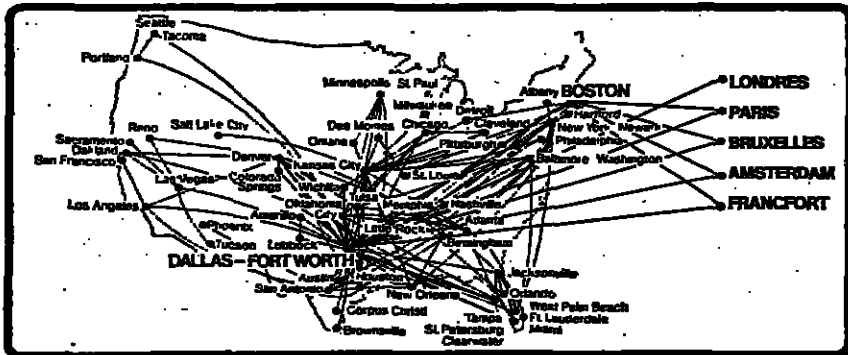 Seattle
Tacoma
Portland
Minneapolis St. Paul
Albany BOSTON
LONDRES
Milwaukee
Detroit
Hartford
PARIS
Des Moines Chicago
Cleveland
New York Newark
Reno
Salt Lake City
Omaha
Pittsburgh
Philadelphia
BRUXELLES
Sacramento
Oakland
San Francisco
Denver
Kansas City
Baltimore Washington
AMSTERDAM
Las Vegas
Colorado
Springs
Wichita
St. Louis
Tulsa
Los Angeles
Oklahoma
City
Amarillo
Memphis
Nashville
FRANCFORT
Phoenix
Little Rock
Atlanta
Tucson
Lubbock
Birmingham
DALLAS-FORT WORTH
Austin
Houston
Jacksonville
San Antonio
New Orleans
Orlando
Corpus Christi
West Palm Beach
Tampa
Ft. Lauderdale
Brownsville
St. Petersburg
Miami
Clearwater